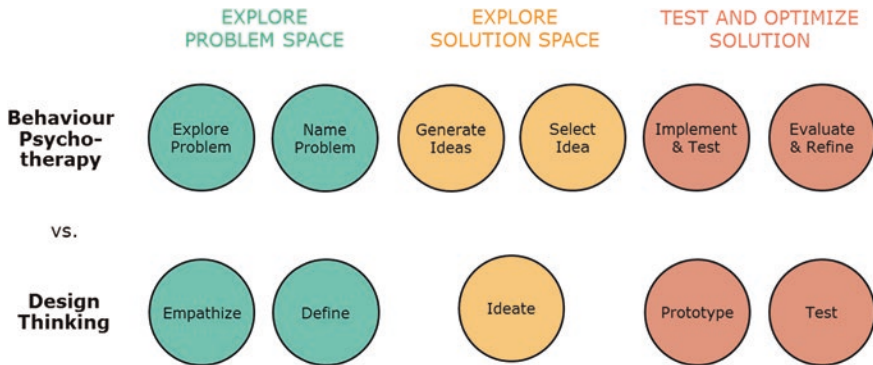 EXPLORE
PROBLEM SPACE
EXPLORE
SOLUTION SPACE
TEST AND OPTIMIZE
SOLUTION
Behaviour
Psycho-
therapy
Explore
Problem
Name
Problem
Generate
Ideas
Select
Idea
Implement
& Test
Evaluate
& Refine
vs.
Design
Thinking
Empathize
Define
Ideate
Prototype
Test